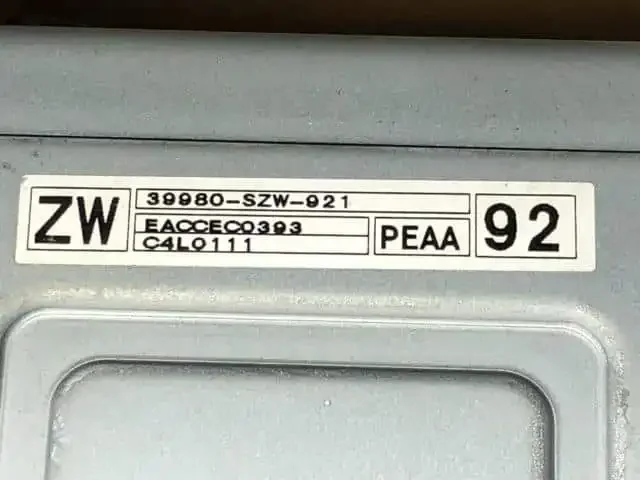 ZW
39980-SZW-921
EACCEC0393
C4L0111
PEAA
92